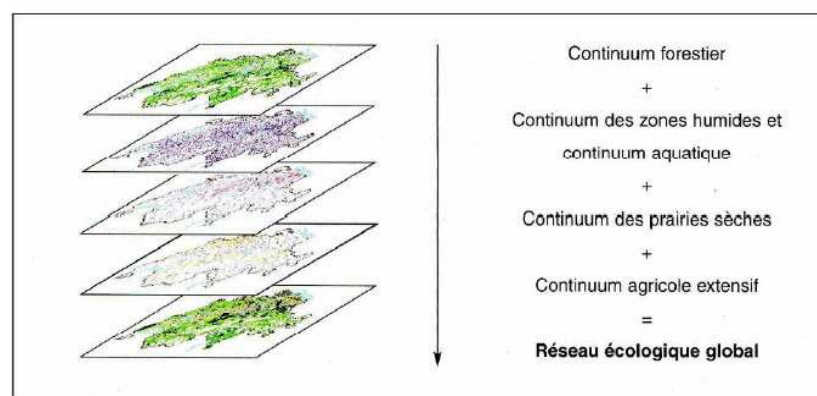 Continuum forestier
+
Continuum des zones humides et
continuum aquatique
+
Continuum des prairies sèches
+
Continuum agricole extensif
=
Réseau écologique global